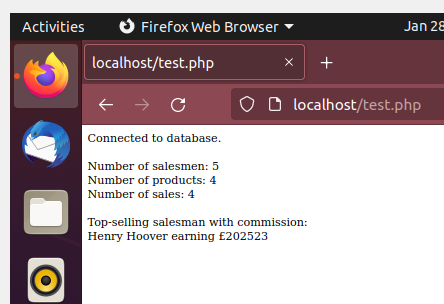 Activities Firefox Web Browser Jan 28
localhost/test.php
localhost/test.php
Connected to database.
Number of salesmen: 5
Number of products: 4
Number of sales: 4
Top-selling salesman with commission:
Henry Hoover earning £202523